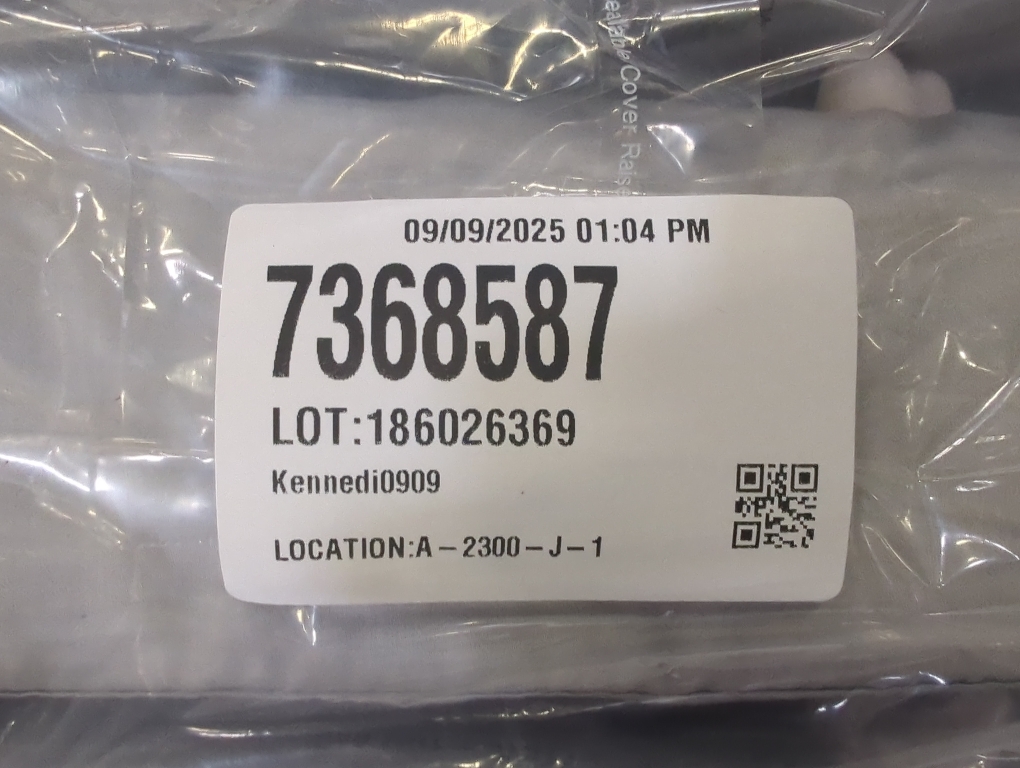 Cover Raise
09/09/2025 01:04 PM
7368587
LOT:186026369
Kennedi0909
LOCATION:A-2300-J-1